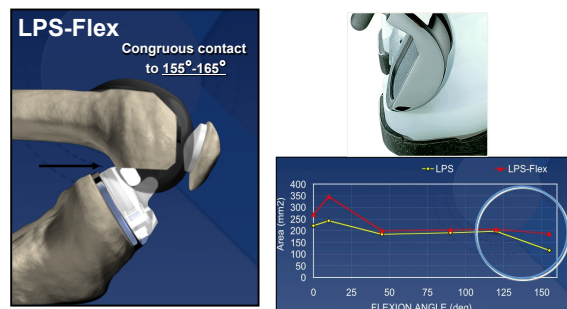 LPS-Flex
Congruous contact
to 155°-165°
LPS
LPS-Flex
400
350
300
250
200
150
100
50
0
Area (mm2)
0 25 50 75 100 125 150
FLEXION ANGLE (deg)